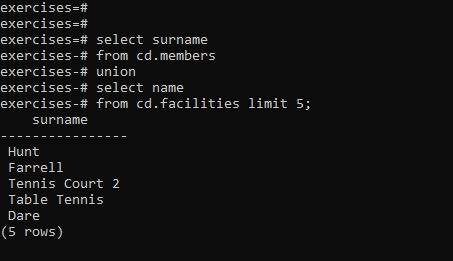 exercises=#
exercises=#
exercises=# select surname
exercises-# from cd.members
exercises-# union
exercises-# select name
exercises-# from cd.facilities limit 5;
    surname
----------------
 Hunt
 Farrell
 Tennis Court 2
 Table Tennis
 Dare
(5 rows)